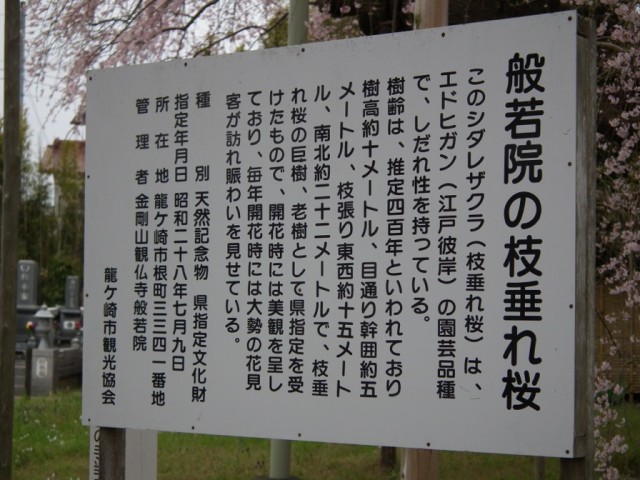 般若院の枝垂れ桜
このシダレザクラ（枝垂れ桜）は、
エドヒガン（江戸彼岸）の園芸品種
で、しだれ性を持っている。
樹齢は、推定四百年といわれており
樹高約十メートル、目通り幹囲約五
メートル、枝張り東西約十五メート
ル、南北約二十二メートルで、枝垂
れ桜の巨樹、老樹として県指定を受
けたもので、開花時には美観を呈し
ており、毎年開花時には大勢の花見
客が訪れ賑わいを見せている。
種別 天然記念物 県指定文化財
指定年月日 昭和二十八年七月九日
所在地 龍ケ崎市根町三三四一番地
管理者 金剛山観仏寺般若院
龍ケ崎市観光協会